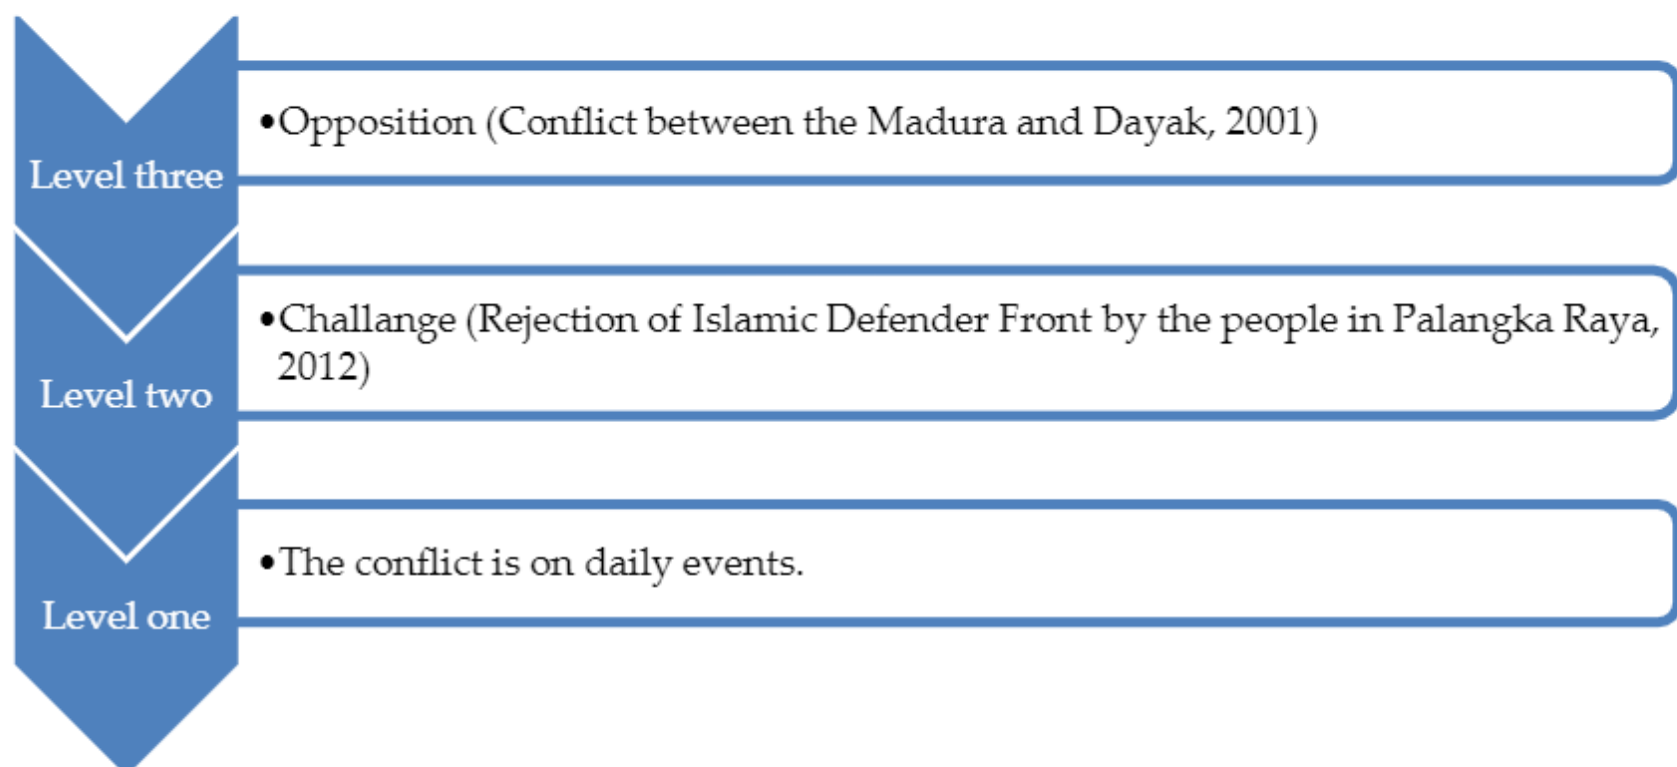 Level three
•Opposition (Conflict between the Madura and Dayak, 2001)
Level two
•Challange (Rejection of Islamic Defender Front by the people in Palangka Raya,
2012)
Level one
•The conflict is on daily events.